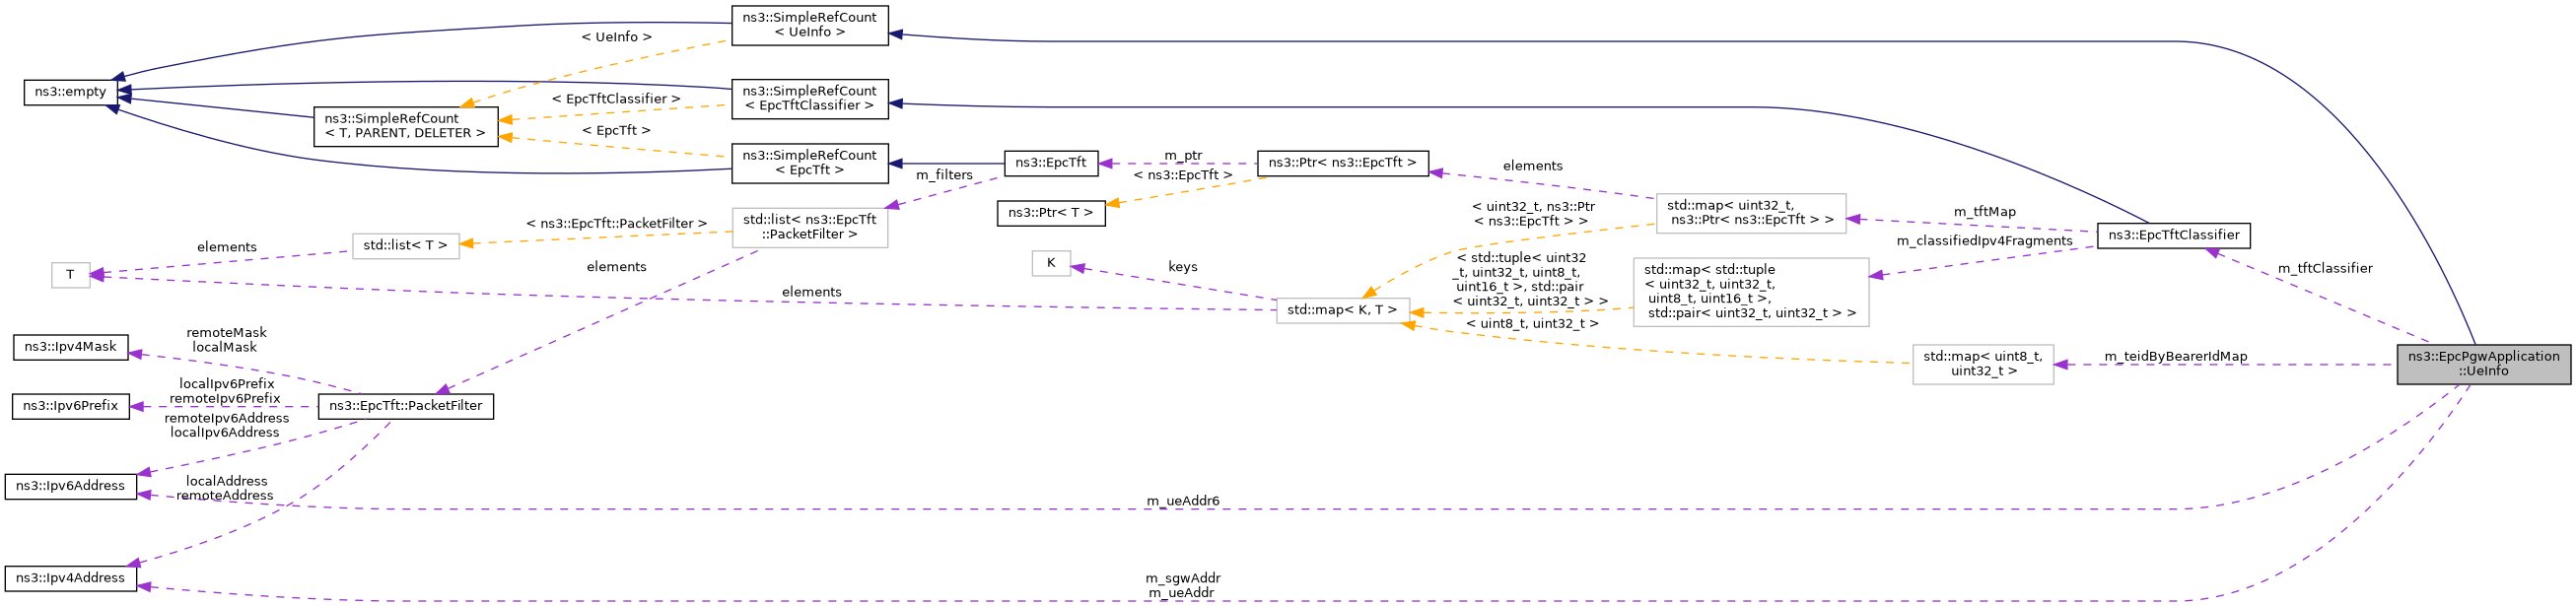 ns3::SimpleRefCount
< UeInfo >
< UeInfo >
ns3::empty
ns3::SimpleRefCount
< EpcTftClassifier >
< EpcTftClassifier >
ns3::SimpleRefCount
< T, PARENT, DELETER >
< EpcTft >
ns3::SimpleRefCount
< EpcTft >
ns3::EpcTft
m_ptr
ns3::Ptr< ns3::EpcTft >
elements
m_filters
< ns3::EpcTft >
ns3::Ptr< T >
std::list< ns3::EpcTft
::PacketFilter >
< ns3::EpcTft::PacketFilter >
std::list< T >
elements
T
elements
elements
K
keys
< uint32_t, ns3::Ptr
< ns3::EpcTft > >
std::map< uint32_t,
ns3::Ptr< ns3::EpcTft > >
m_tftMap
ns3::EpcTftClassifier
m_classifiedIpv4Fragments
< std::tuple< uint32
_t, uint32_t, uint8_t,
uint16_t >, std::pair
< uint32_t, uint32_t > >
std::map< std::tuple
< uint32_t, uint32_t,
uint8_t, uint16_t >,
std::pair< uint32_t, uint32_t > >
m_tftClassifier
std::map< K, T >
< uint8_t, uint32_t >
std::map< uint8_t,
uint32_t >
m_teidByBearerIdMap
ns3::EpcPgwApplication
::UeInfo
remoteMask
localMask
ns3::Ipv4Mask
localIpv6Prefix
remoteIpv6Prefix
ns3::Ipv6Prefix
ns3::EpcTft::PacketFilter
remoteIpv6Address
localIpv6Address
ns3::Ipv6Address
localAddress
remoteAddress
m_ueAddr6
ns3::Ipv4Address
m_sgwAddr
m_ueAddr